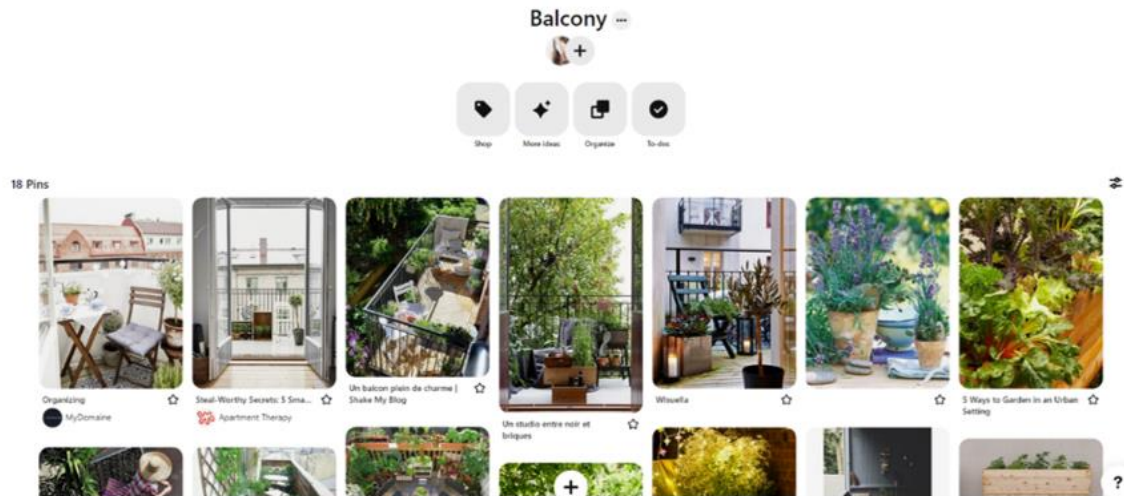 Balcony
Shop
More ideas
Organize
To-dos
18 Pins
Organizing
MyDomaine
Steal-Worthy Secrets: 5 Sma...
Apartment Therapy
Un balcon plein de charme |
Shake My Blog
Un studio entre noir et
briques
Wisuella
5 Ways to Garden in an Urban
Setting
?